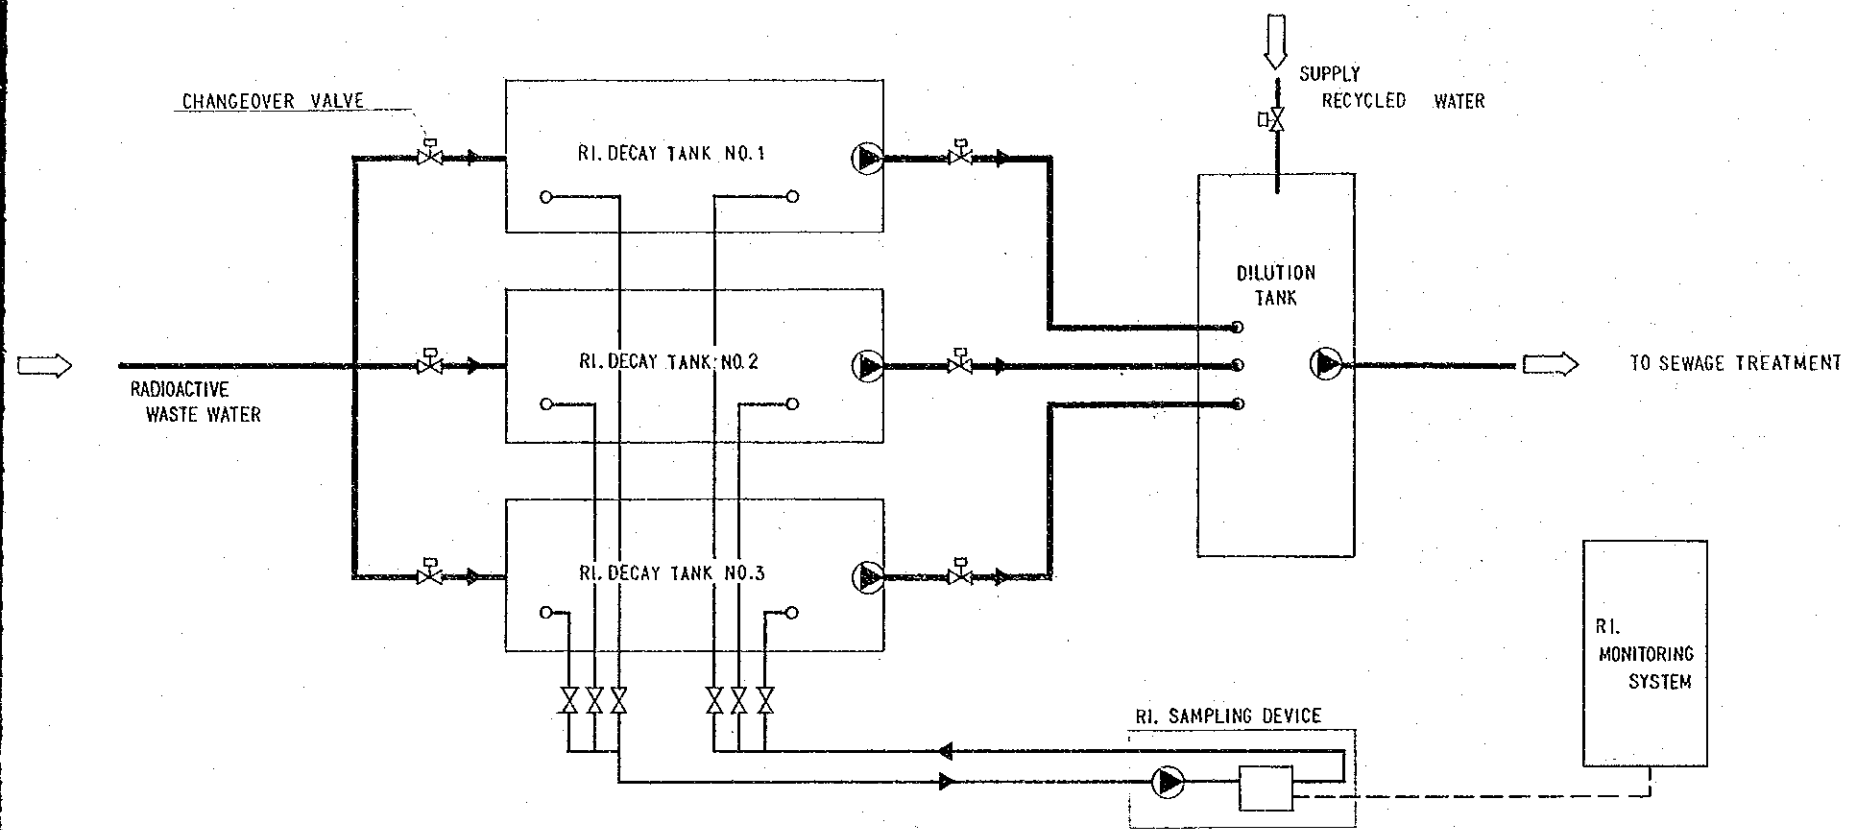 SUPPLY
RECYCLED WATER
CHANGEOVER VALVE
RI. DECAY TANK NO.1
DILUTION
TANK
RI. DECAY TANK NO.2
TO SEWAGE TREATMENT
RADIOACTIVE
WASTE WATER
RI. DECAY TANK NO.3
RI.
MONITORING
SYSTEM
RI. SAMPLING DEVICE